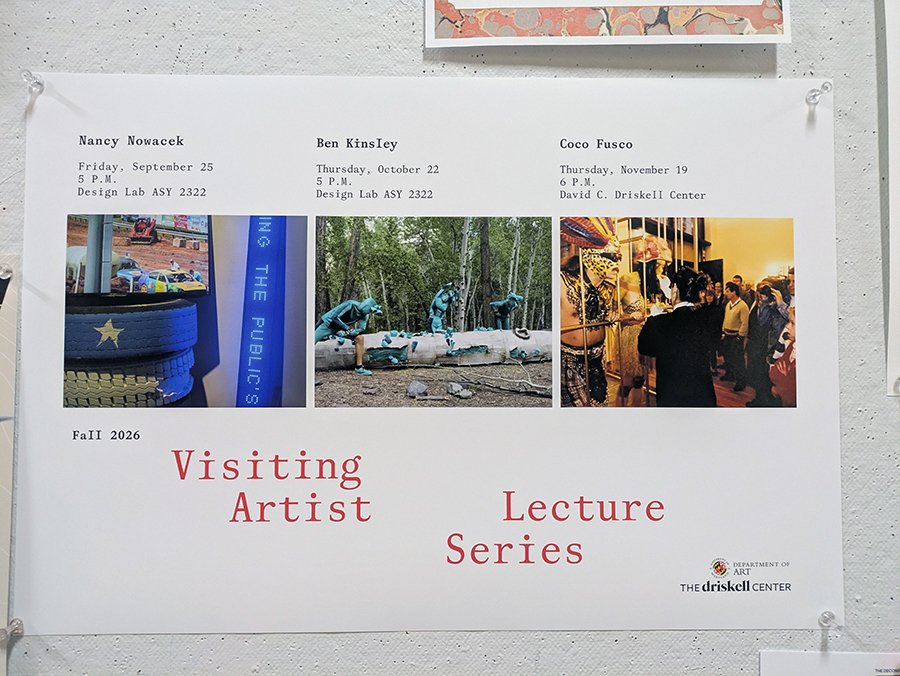 Nancy Nowacek
Friday, September 25
5 P.M.
Design Lab ASY 2322
Ben Kinsley
Thursday, October 22
5 P.M.
Design Lab ASY 2322
Coco Fusco
Thursday, November 19
6 P.M.
David C. Driskell Center
ING THE PUBLIC'S
Fall 2026
Visiting
Artist
Lecture
Series
DEPARTMENT OF
ART
THE driskell CENTER